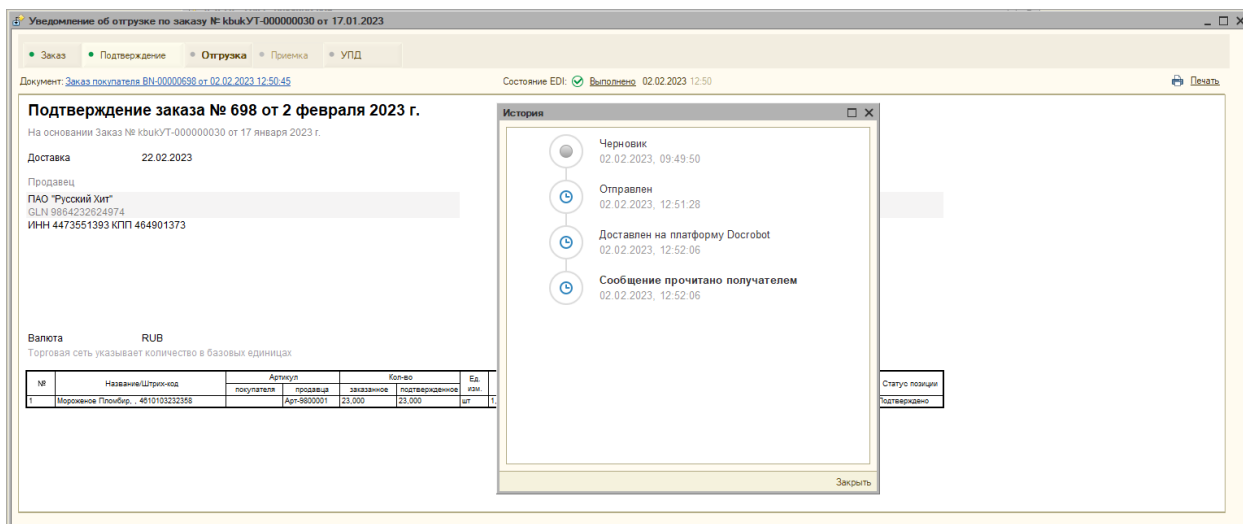 Уведомление об отгрузке по заказу № kbukУТ-000000030 от 17.01.2023
Заказ Подтверждение Отгрузка Приемка УПД
Документ: Заказ покупателя BN-00000698 от 02.02.2023 12:50:45 Состояние EDI: Выполнено 02.02.2023 12:50 Печать
Подтверждение заказа № 698 от 2 февраля 2023 г.
На основании Заказ № kbukУТ-000000030 от 17 января 2023 г.
Доставка 22.02.2023
Продавец
ПАО "Русский Хит"
GLN 9864232624974
ИНН 4473551393 КПП 464901373
Валюта RUB
Торговая сеть указывает количество в базовых единицах
№ Название/Штрих-код Артикул Кол-во Ед. изм. Статус позиции
покупателя продавца заказанное подтвержденное
1 Мороженое Пломбир, , 4610103232358 Арт-9800001 23,000 23,000 шт 1, Подтверждено
История
Черновик
02.02.2023, 09:49:50
Отправлен
02.02.2023, 12:51:28
Доставлен на платформу Docrobot
02.02.2023, 12:52:06
Сообщение прочитано получателем
02.02.2023, 12:52:06
Закрыть